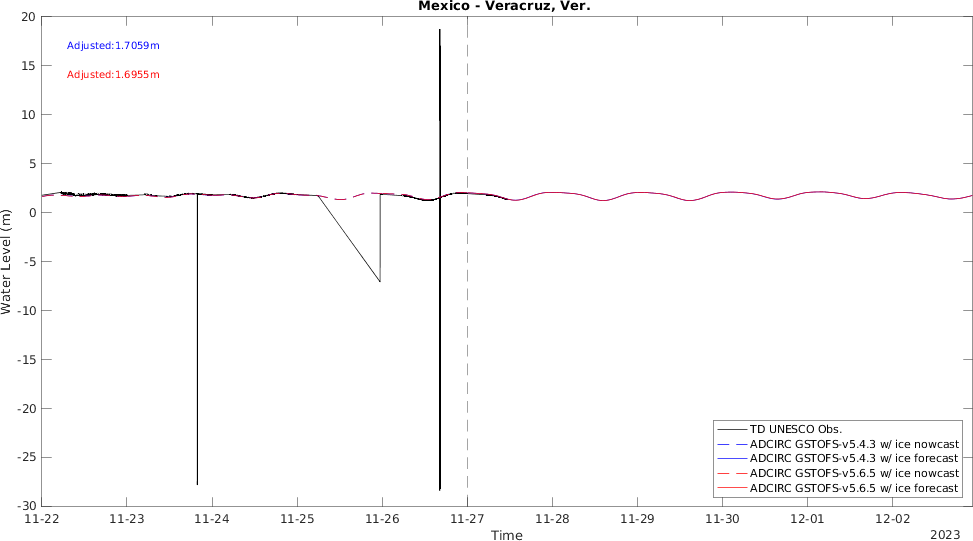 Mexico - Veracruz, Ver.
Adjusted:1.7059m
Adjusted:1.6955m
20
15
10
5
0
-5
-10
-15
-20
-25
-30
Water Level (m)
TD UNESCO Obs.
ADCIRC GSTOFS-v5.4.3 w/ ice nowcast
ADCIRC GSTOFS-v5.4.3 w/ ice forecast
ADCIRC GSTOFS-v5.6.5 w/ ice nowcast
ADCIRC GSTOFS-v5.6.5 w/ ice forecast
11-22 11-23 11-24 11-25 11-26 11-27 11-28 11-29 11-30 12-01 12-02
Time
2023